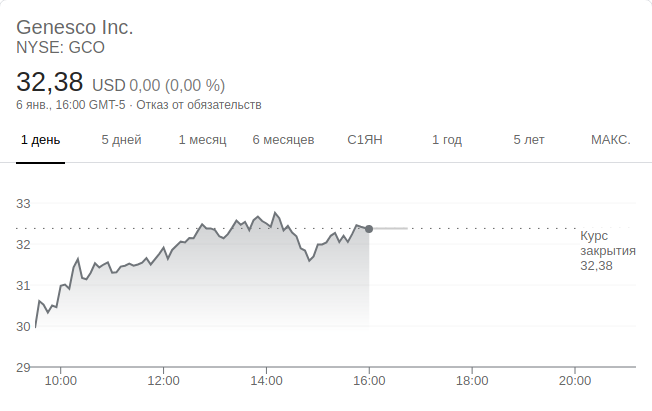 Genesco Inc.
NYSE: GCO
32,38 USD 0,00 (0,00 %)
6 янв., 16:00 GMT-5 · Отказ от обязательств
1 день 5 дней 1 месяц 6 месяцев С1ЯН 1 год 5 лет МАКС.
33
32
31
30
29
Курс
закрытия
32,38
10:00 12:00 14:00 16:00 18:00 20:00